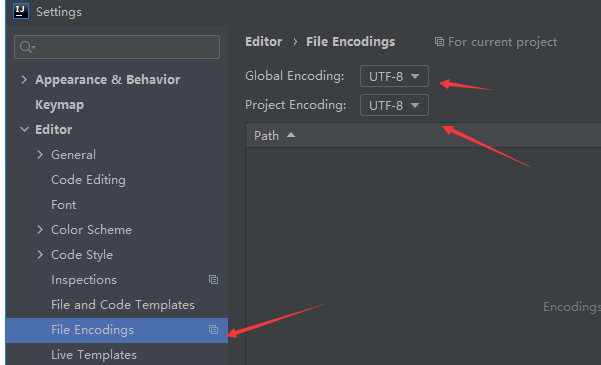 IJ
Settings
Appearance & Behavior
Keymap
Editor
General
Code Editing
Font
Color Scheme
Code Style
Inspections
File and Code Templates
File Encodings
Live Templates
Editor › File Encodings For current project
Global Encoding: UTF-8
Project Encoding: UTF-8
Path
Encodings